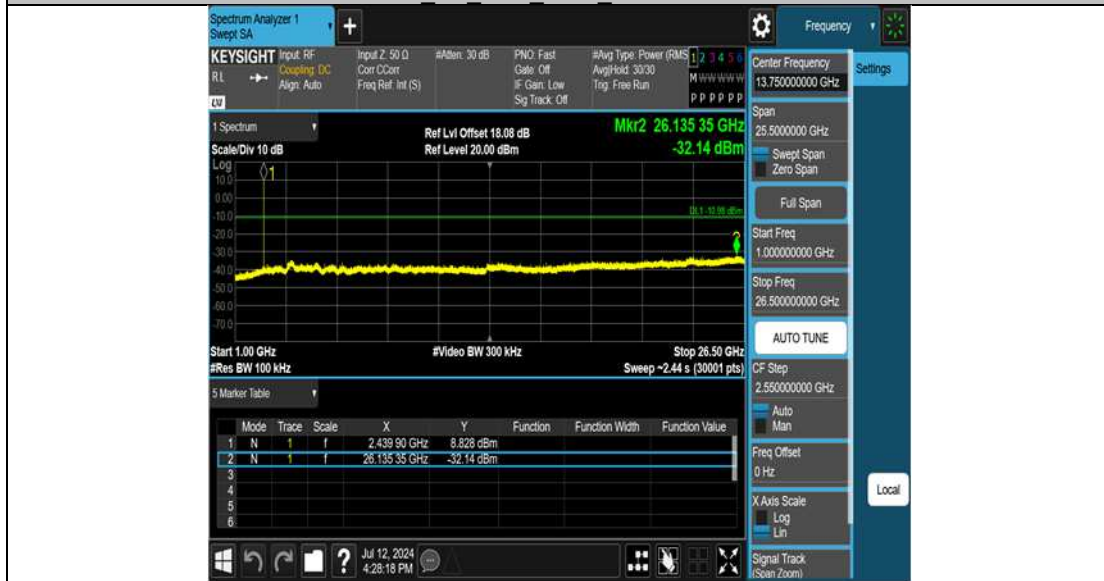 Spectrum Analyzer 1
Swept SA
+
Frequency
KEYSIGHT
Input: RF
Coupling: DC
Align: Auto
RL
LXI
Input Z: 50 Ω
Corr CCorr
Freq Ref: Int (S)
#Atten: 30 dB
PNO: Fast
Gate: Off
IF Gain: Low
Sig Track: Off
#Avg Type: Power (RMS
Avg|Hold: 30/30
Trig: Free Run
1 2 3 4 5 6
M W W W W W
P P P P P P
Center Frequency
13.750000000 GHz
Settings
Span
25.5000000 GHz
Swept Span
Zero Span
Full Span
Start Freq
1.000000000 GHz
Stop Freq
26.500000000 GHz
AUTO TUNE
CF Step
2.550000000 GHz
Auto
Man
Freq Offset
0 Hz
X Axis Scale
Log
Lin
Signal Track
(Span Zoom)
Local
1 Spectrum
Scale/Div 10 dB
Ref Lvl Offset 18.08 dB
Ref Level 20.00 dBm
Mkr2 26.135 35 GHz
-32.14 dBm
Log
10.0
0.00
-10.0
-20.0
-30.0
-40.0
-50.0
-60.0
-70.0
1
DL1 -10.98 dBm
2
Start 1.00 GHz
#Video BW 300 kHz
Stop 26.50 GHz
#Res BW 100 kHz
Sweep ~2.44 s (30001 pts)
5 Marker Table
Mode Trace Scale X Y Function Function Width Function Value
1 N 1 f 2.439 90 GHz 8.828 dBm
2 N 1 f 26.135 35 GHz -32.14 dBm
3
4
5
6
?
Jul 12, 2024
4:28:18 PM